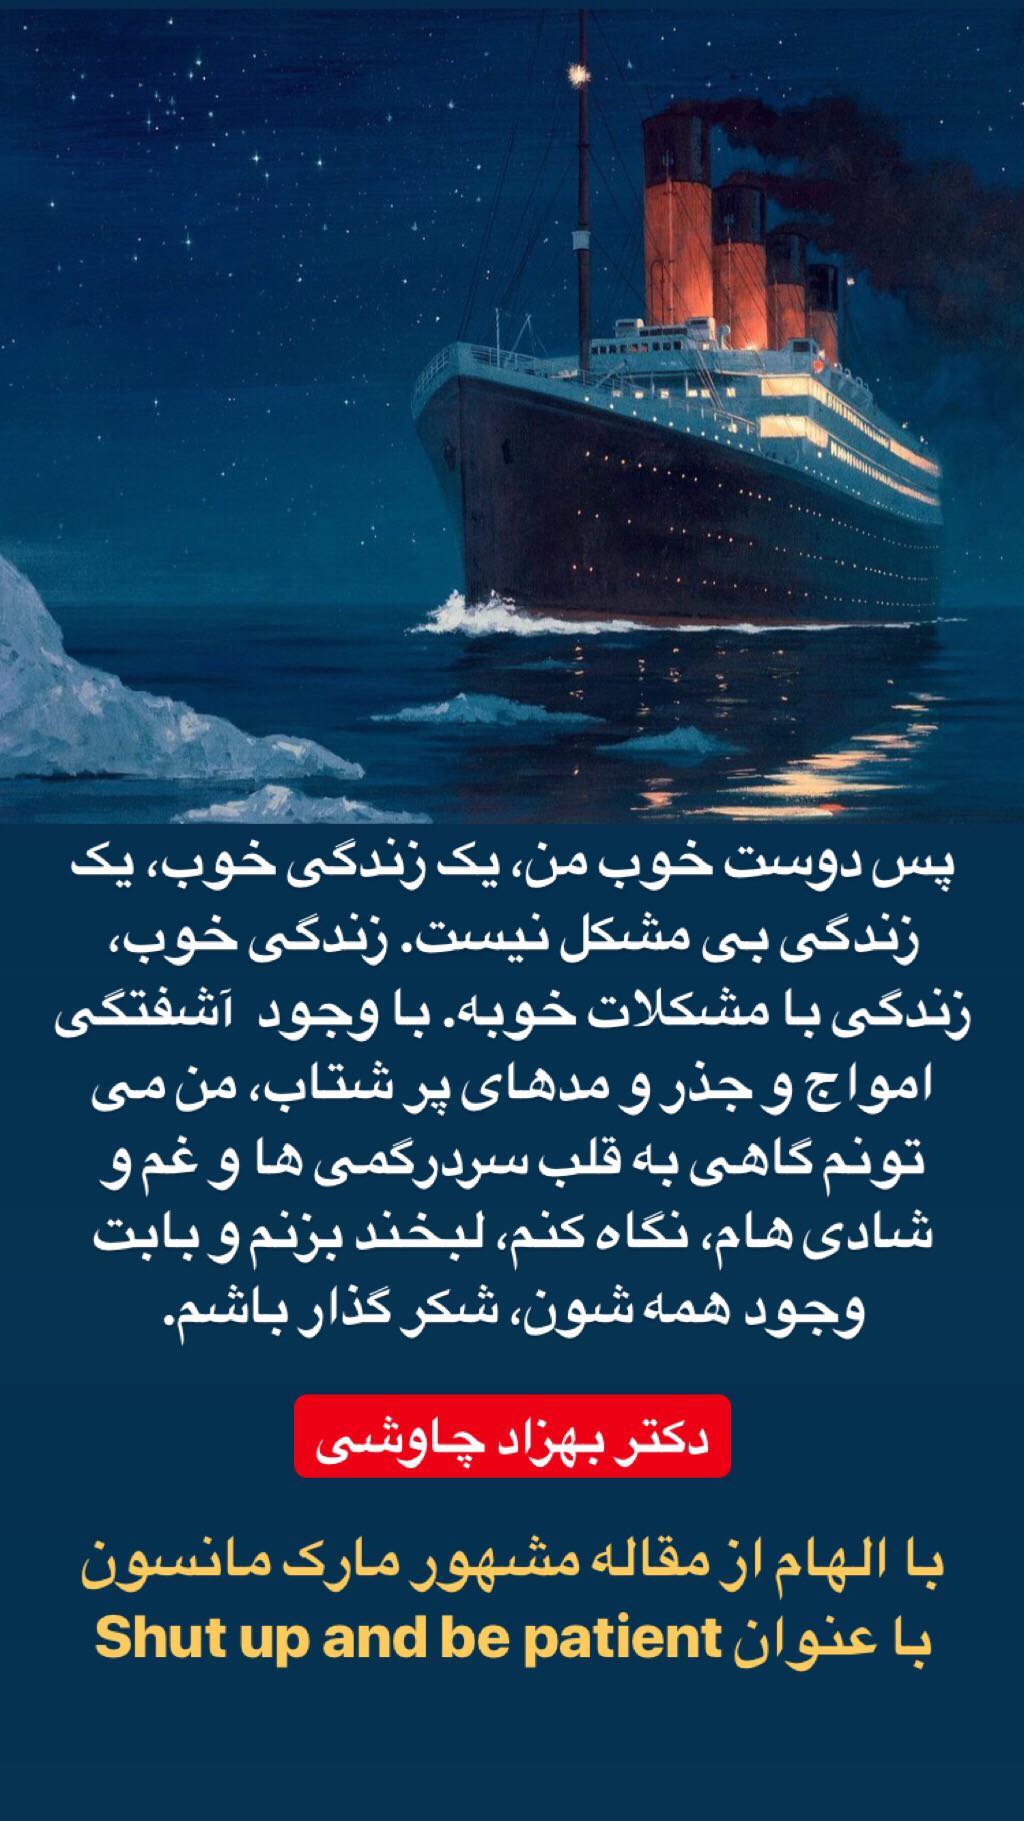 پس دوست خوب من، یک زندگی خوب، یک
زندگی بی مشکل نیست. زندگی خوب،
زندگی با مشکلات خوبه. با وجود آشفتگی
امواج و جذر و مدهای پر شتاب، من می
تونم گاهی به قلب سردرگمی ها و غم و
شادی هام، نگاه کنم، لبخند بزنم و بابت
وجود همه شون، شکر گذار باشم.
دکتر بهزاد چاوشی
با الهام از مقاله مشهور مارک مانسون
با عنوان Shut up and be patient